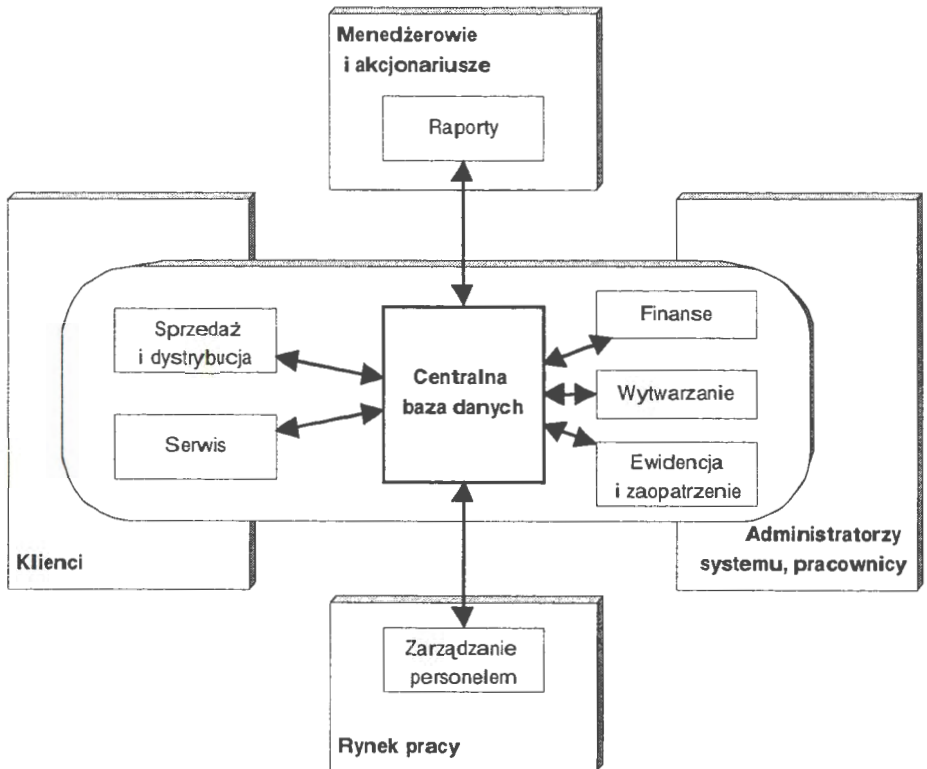 Menedżerowie
i akcjonariusze
Raporty
Sprzedaż
i dystrybucja
Serwis
Centralna
baza danych
Finanse
Wytwarzanie
Ewidencja
i zaopatrzenie
Klienci
Administratorzy
systemu, pracownicy
Zarządzanie
personelem
Rynek pracy